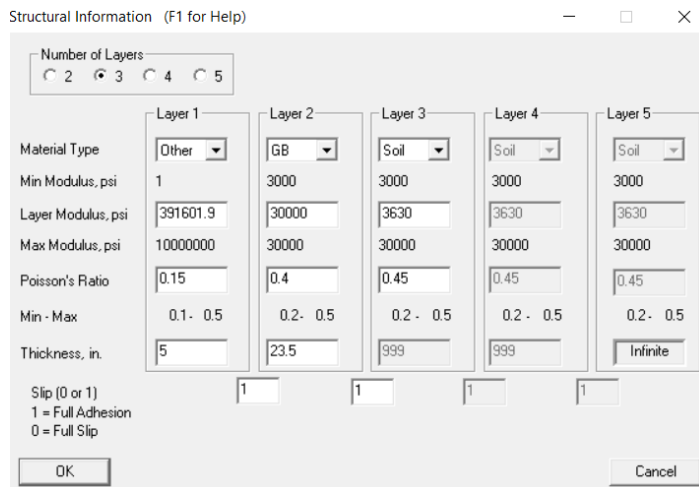 Structural Information (F1 for Help)
Number of Layers
2 3 4 5
Layer 1 Layer 2 Layer 3 Layer 4 Layer 5
Material Type Other GB Soil Soil Soil
Min Modulus, psi 1 3000 3000 3000 3000
Layer Modulus, psi 391601.9 30000 3630 3630 3630
Max Modulus, psi 10000000 30000 30000 30000 30000
Poisson's Ratio 0.15 0.4 0.45 0.45 0.45
Min - Max 0.1 - 0.5 0.2 - 0.5 0.2 - 0.5 0.2 - 0.5 0.2 - 0.5
Thickness, in. 5 23.5 999 999 Infinite
Slip (0 or 1) 1 1 1 1
1 = Full Adhesion
0 = Full Slip
OK Cancel